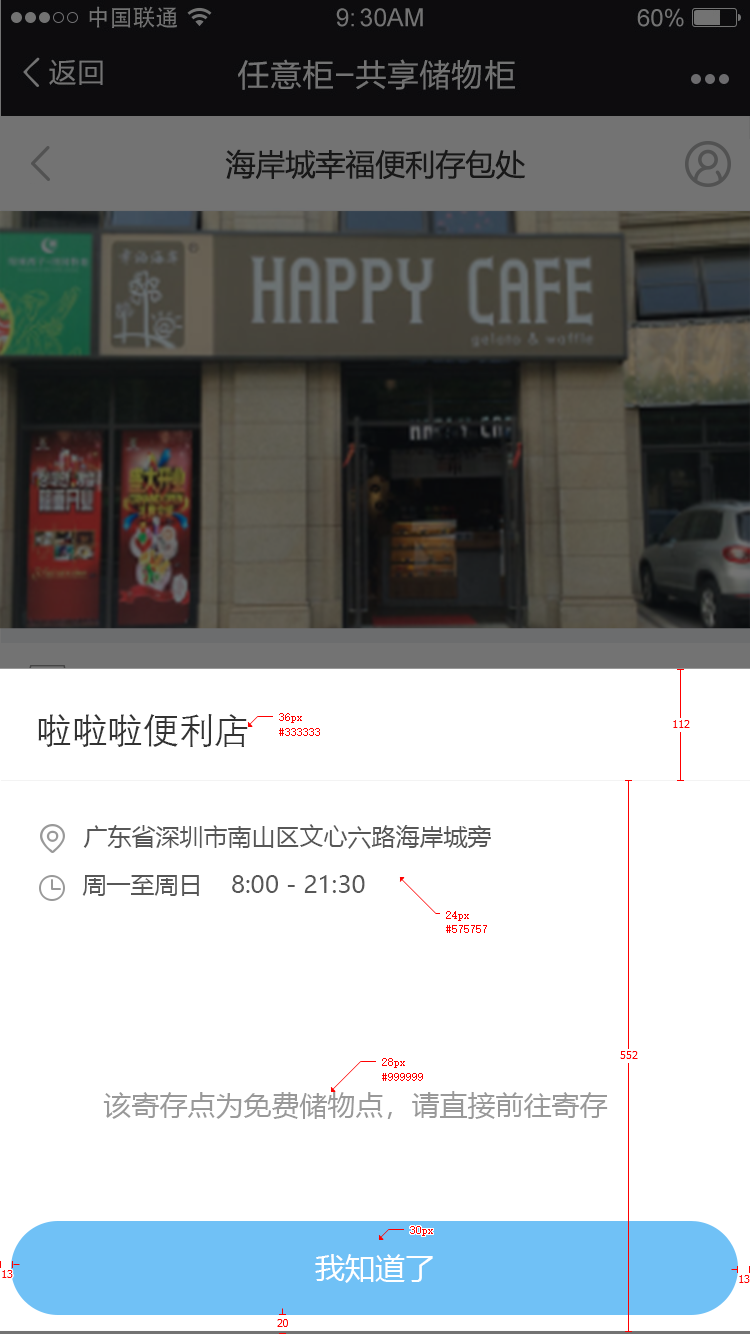 中国联通
9:30AM
60%
返回
任意柜-共享储物柜
海岸城幸福便利存包处
HAPPY CAFE
gelato & waffle
HAPPY CAFE
啦啦啦便利店
36px
#333333
112
广东省深圳市南山区文心六路海岸城旁
周一至周日 8:00 - 21:30
24px
#575757
552
28px
#999999
该寄存点为免费储物点，请直接前往寄存
30px
我知道了
13
13
20